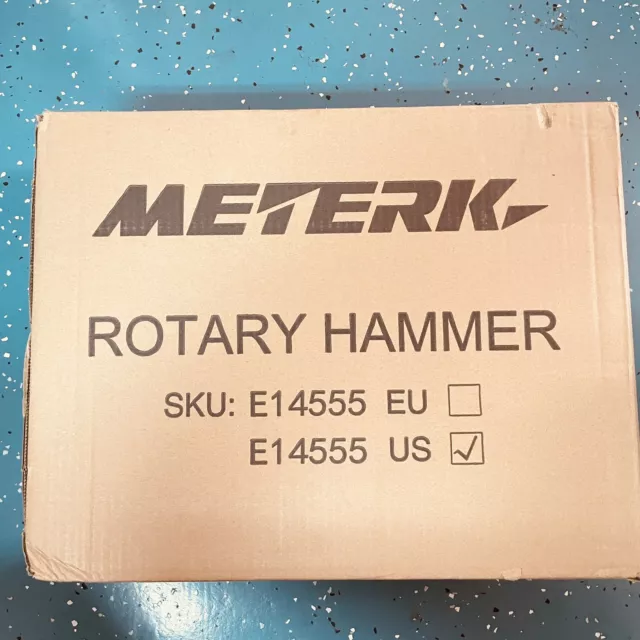 METERK
ROTARY HAMMER
SKU: E14555 EU ☐
E14555 US ☑